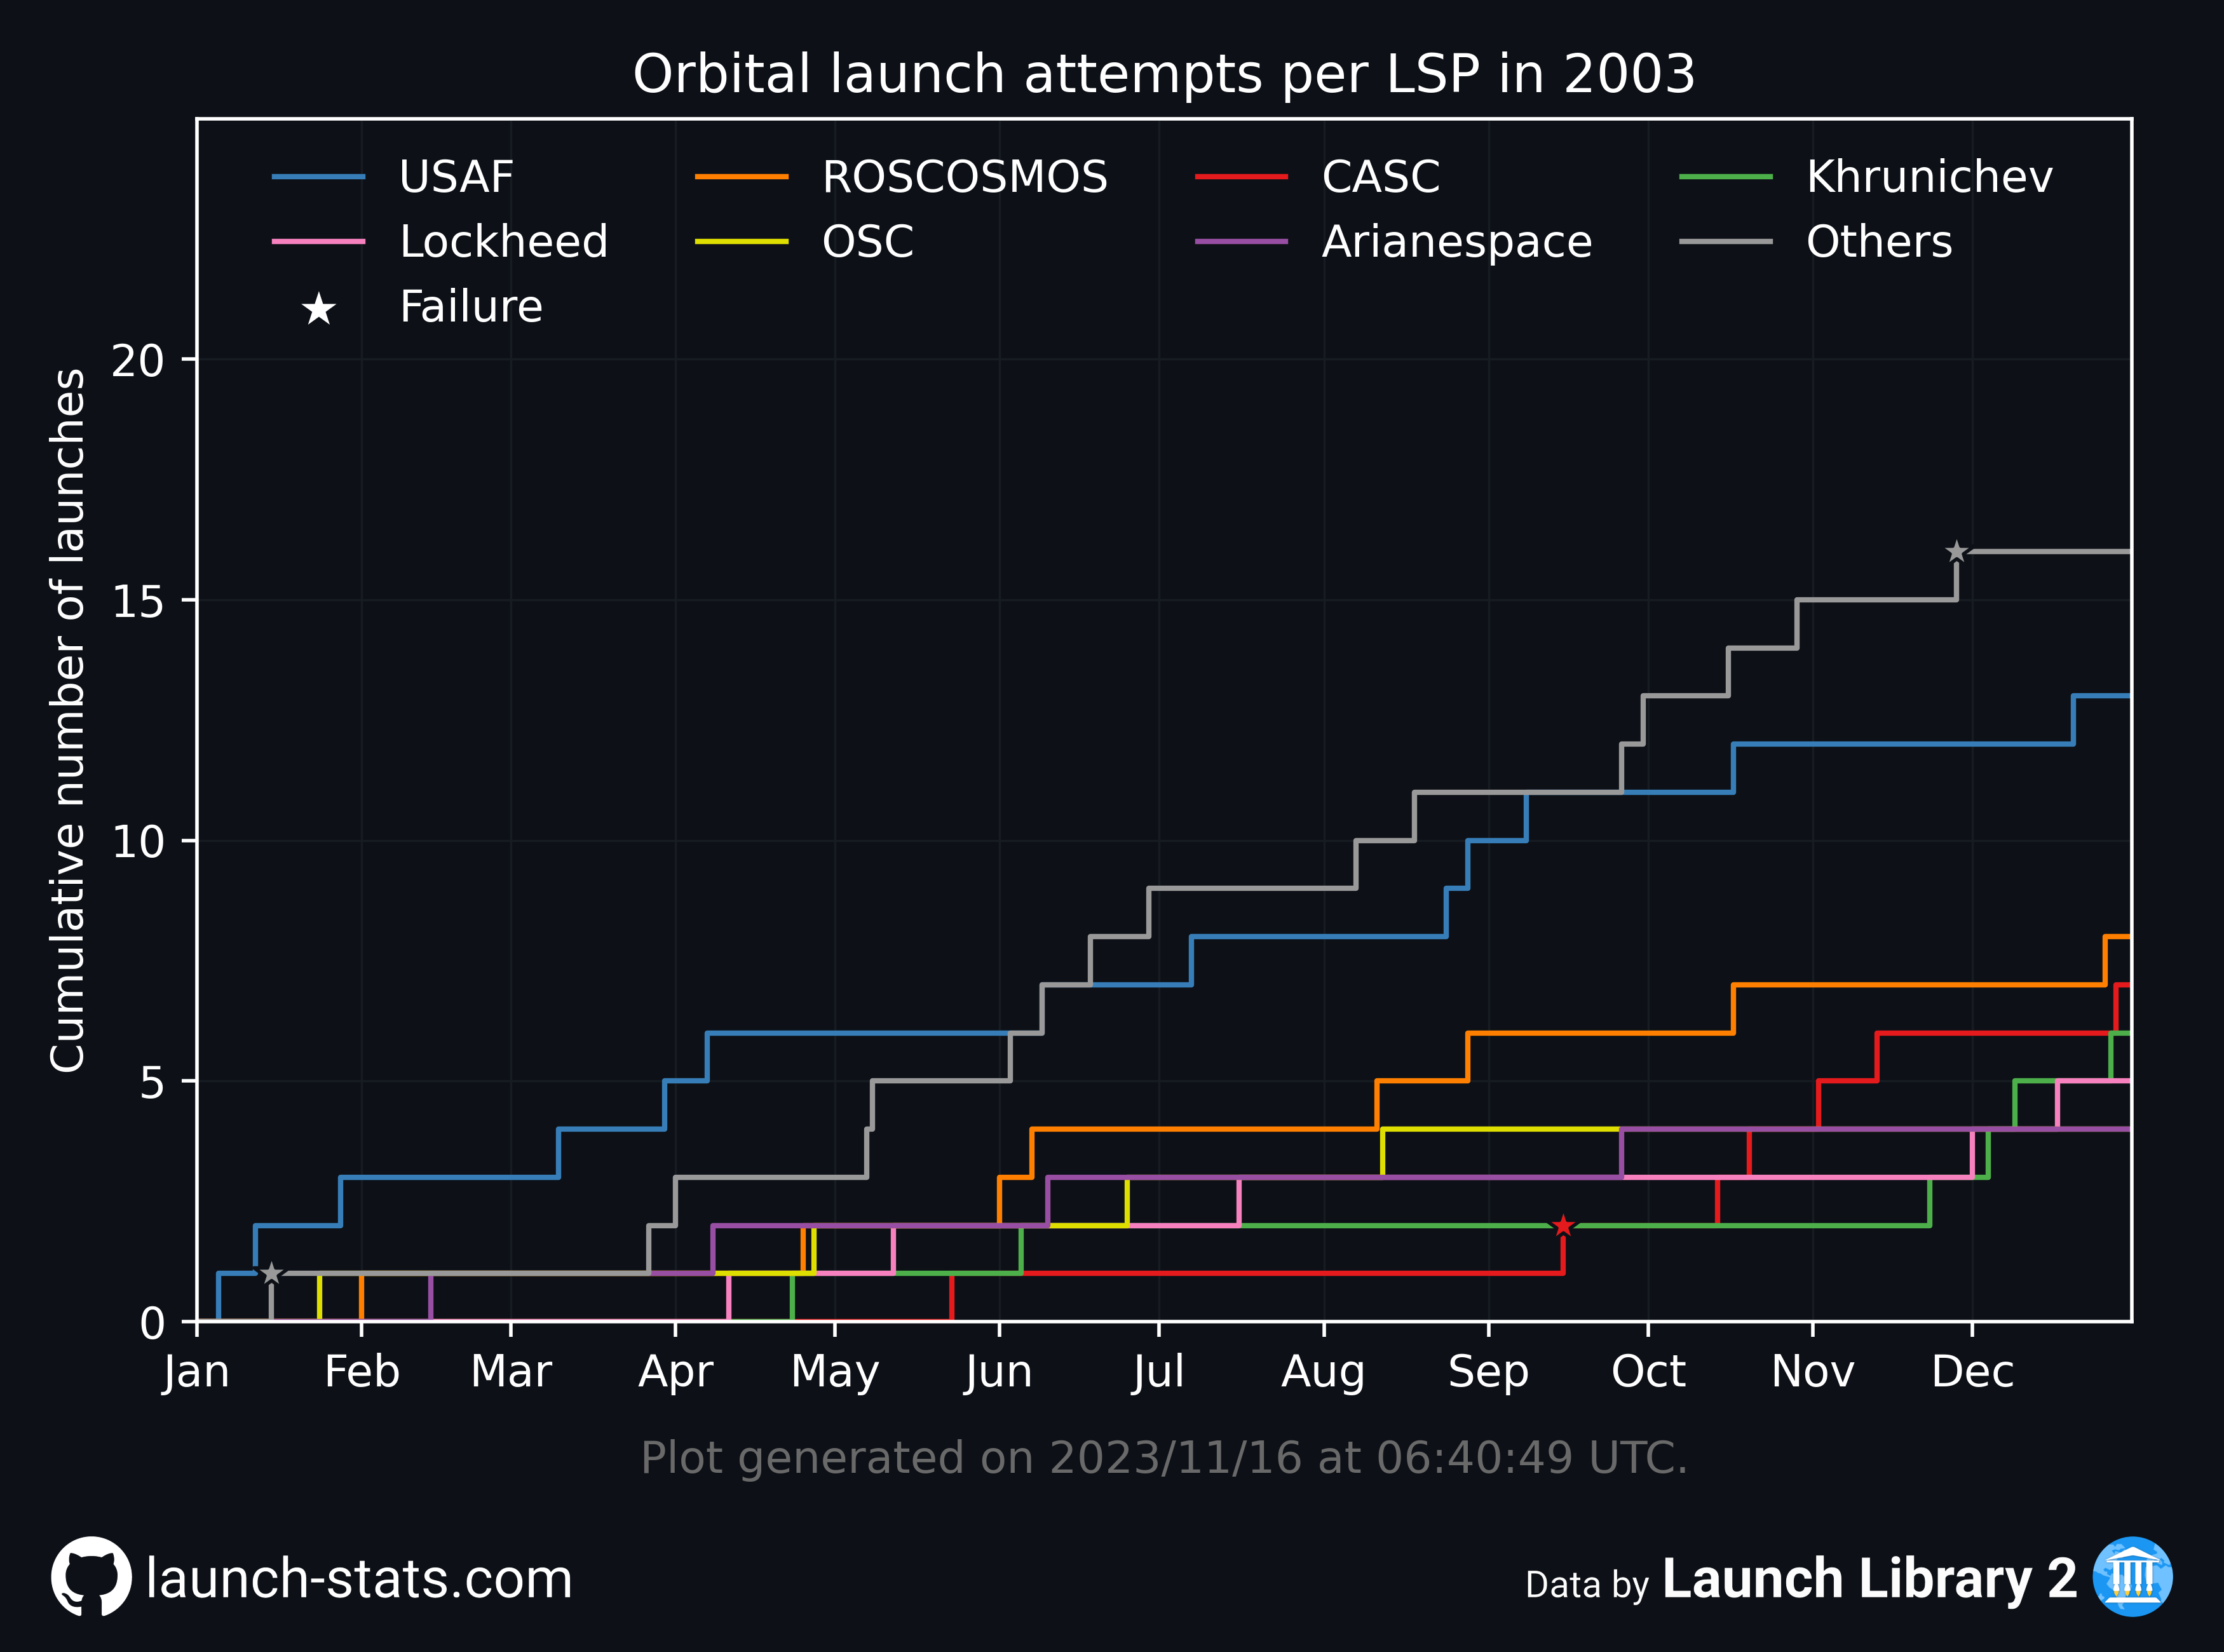 Orbital launch attempts per LSP in 2003
USAF ROSCOSMOS CASC Khrunichev
Lockheed OSC Arianespace Others
Failure
Cumulative number of launches
20
15
10
5
0
Jan Feb Mar Apr May Jun Jul Aug Sep Oct Nov Dec
Plot generated on 2023/11/16 at 06:40:49 UTC.
launch-stats.com
Data by Launch Library 2